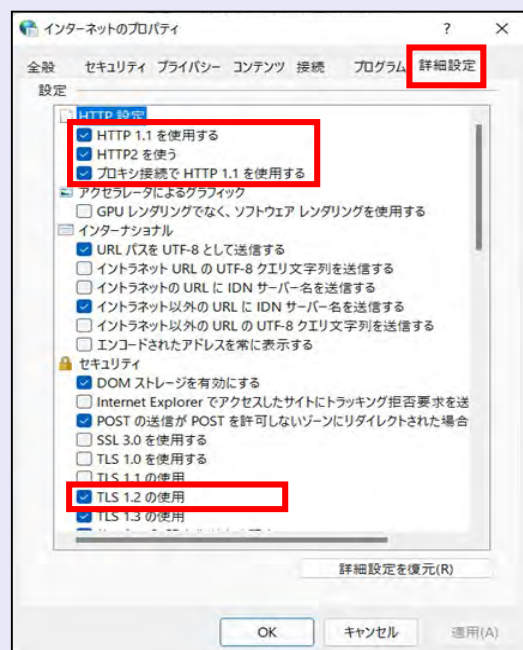 インターネットのプロパティ ? ×
全般 セキュリティ プライバシー コンテンツ 接続 プログラム 詳細設定
設定
HTTP 設定
HTTP 1.1 を使用する
HTTP2 を使う
プロキシ接続で HTTP 1.1 を使用する
アクセラレータによるグラフィック
GPU レンダリングでなく、ソフトウェア レンダリングを使用する
インターナショナル
URL パスを UTF-8 として送信する
イントラネット URL の UTF-8 クエリ文字列を送信する
イントラネットの URL に IDN サーバー名を送信する
イントラネット以外の URL に IDN サーバー名を送信する
イントラネット以外の URL の UTF-8 クエリ文字列を送信する
エンコードされたアドレスを常に表示する
セキュリティ
DOM ストレージを有効にする
Internet Explorer でアクセスしたサイトにトラッキング拒否要求を送
POST の送信が POST を許可しないゾーンにリダイレクトされた場合
SSL 3.0 を使用する
TLS 1.0 を使用する
TLS 1.1 の使用
TLS 1.2 の使用
TLS 1.3 の使用
詳細設定を復元(R)
OK キャンセル 適用(A)